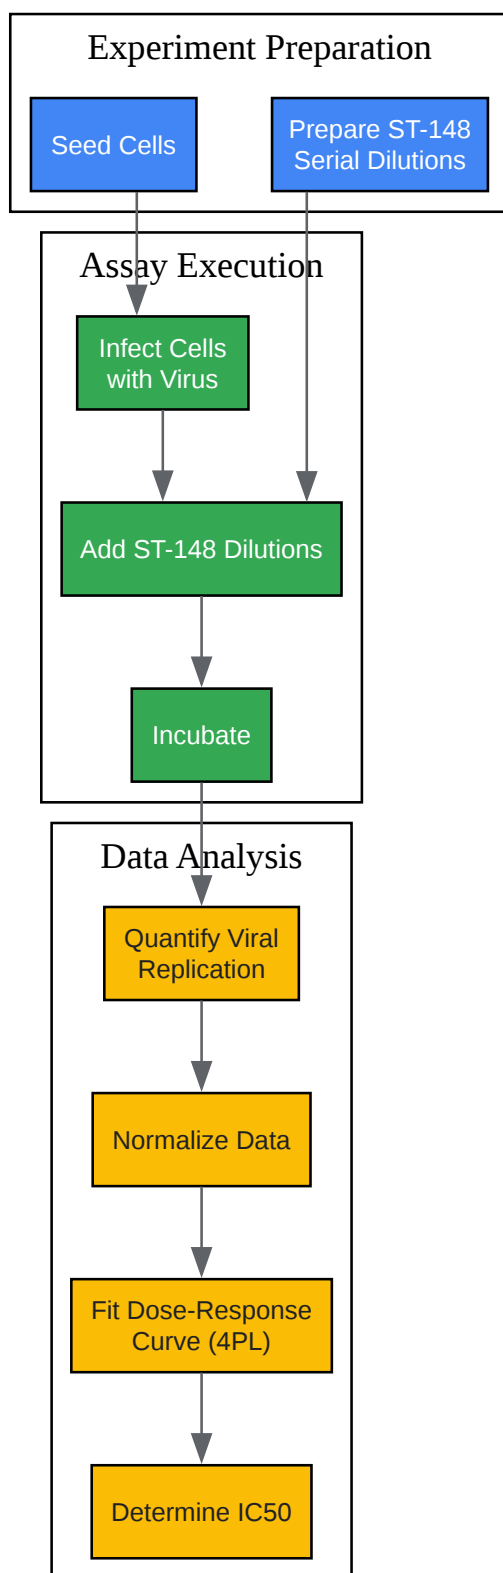 Experiment Preparation
Seed Cells
Prepare ST-148
Serial Dilutions
Assay Execution
Infect Cells
with Virus
Add ST-148 Dilutions
Incubate
Data Analysis
Quantify Viral
Replication
Normalize Data
Fit Dose-Response
Curve (4PL)
Determine IC50